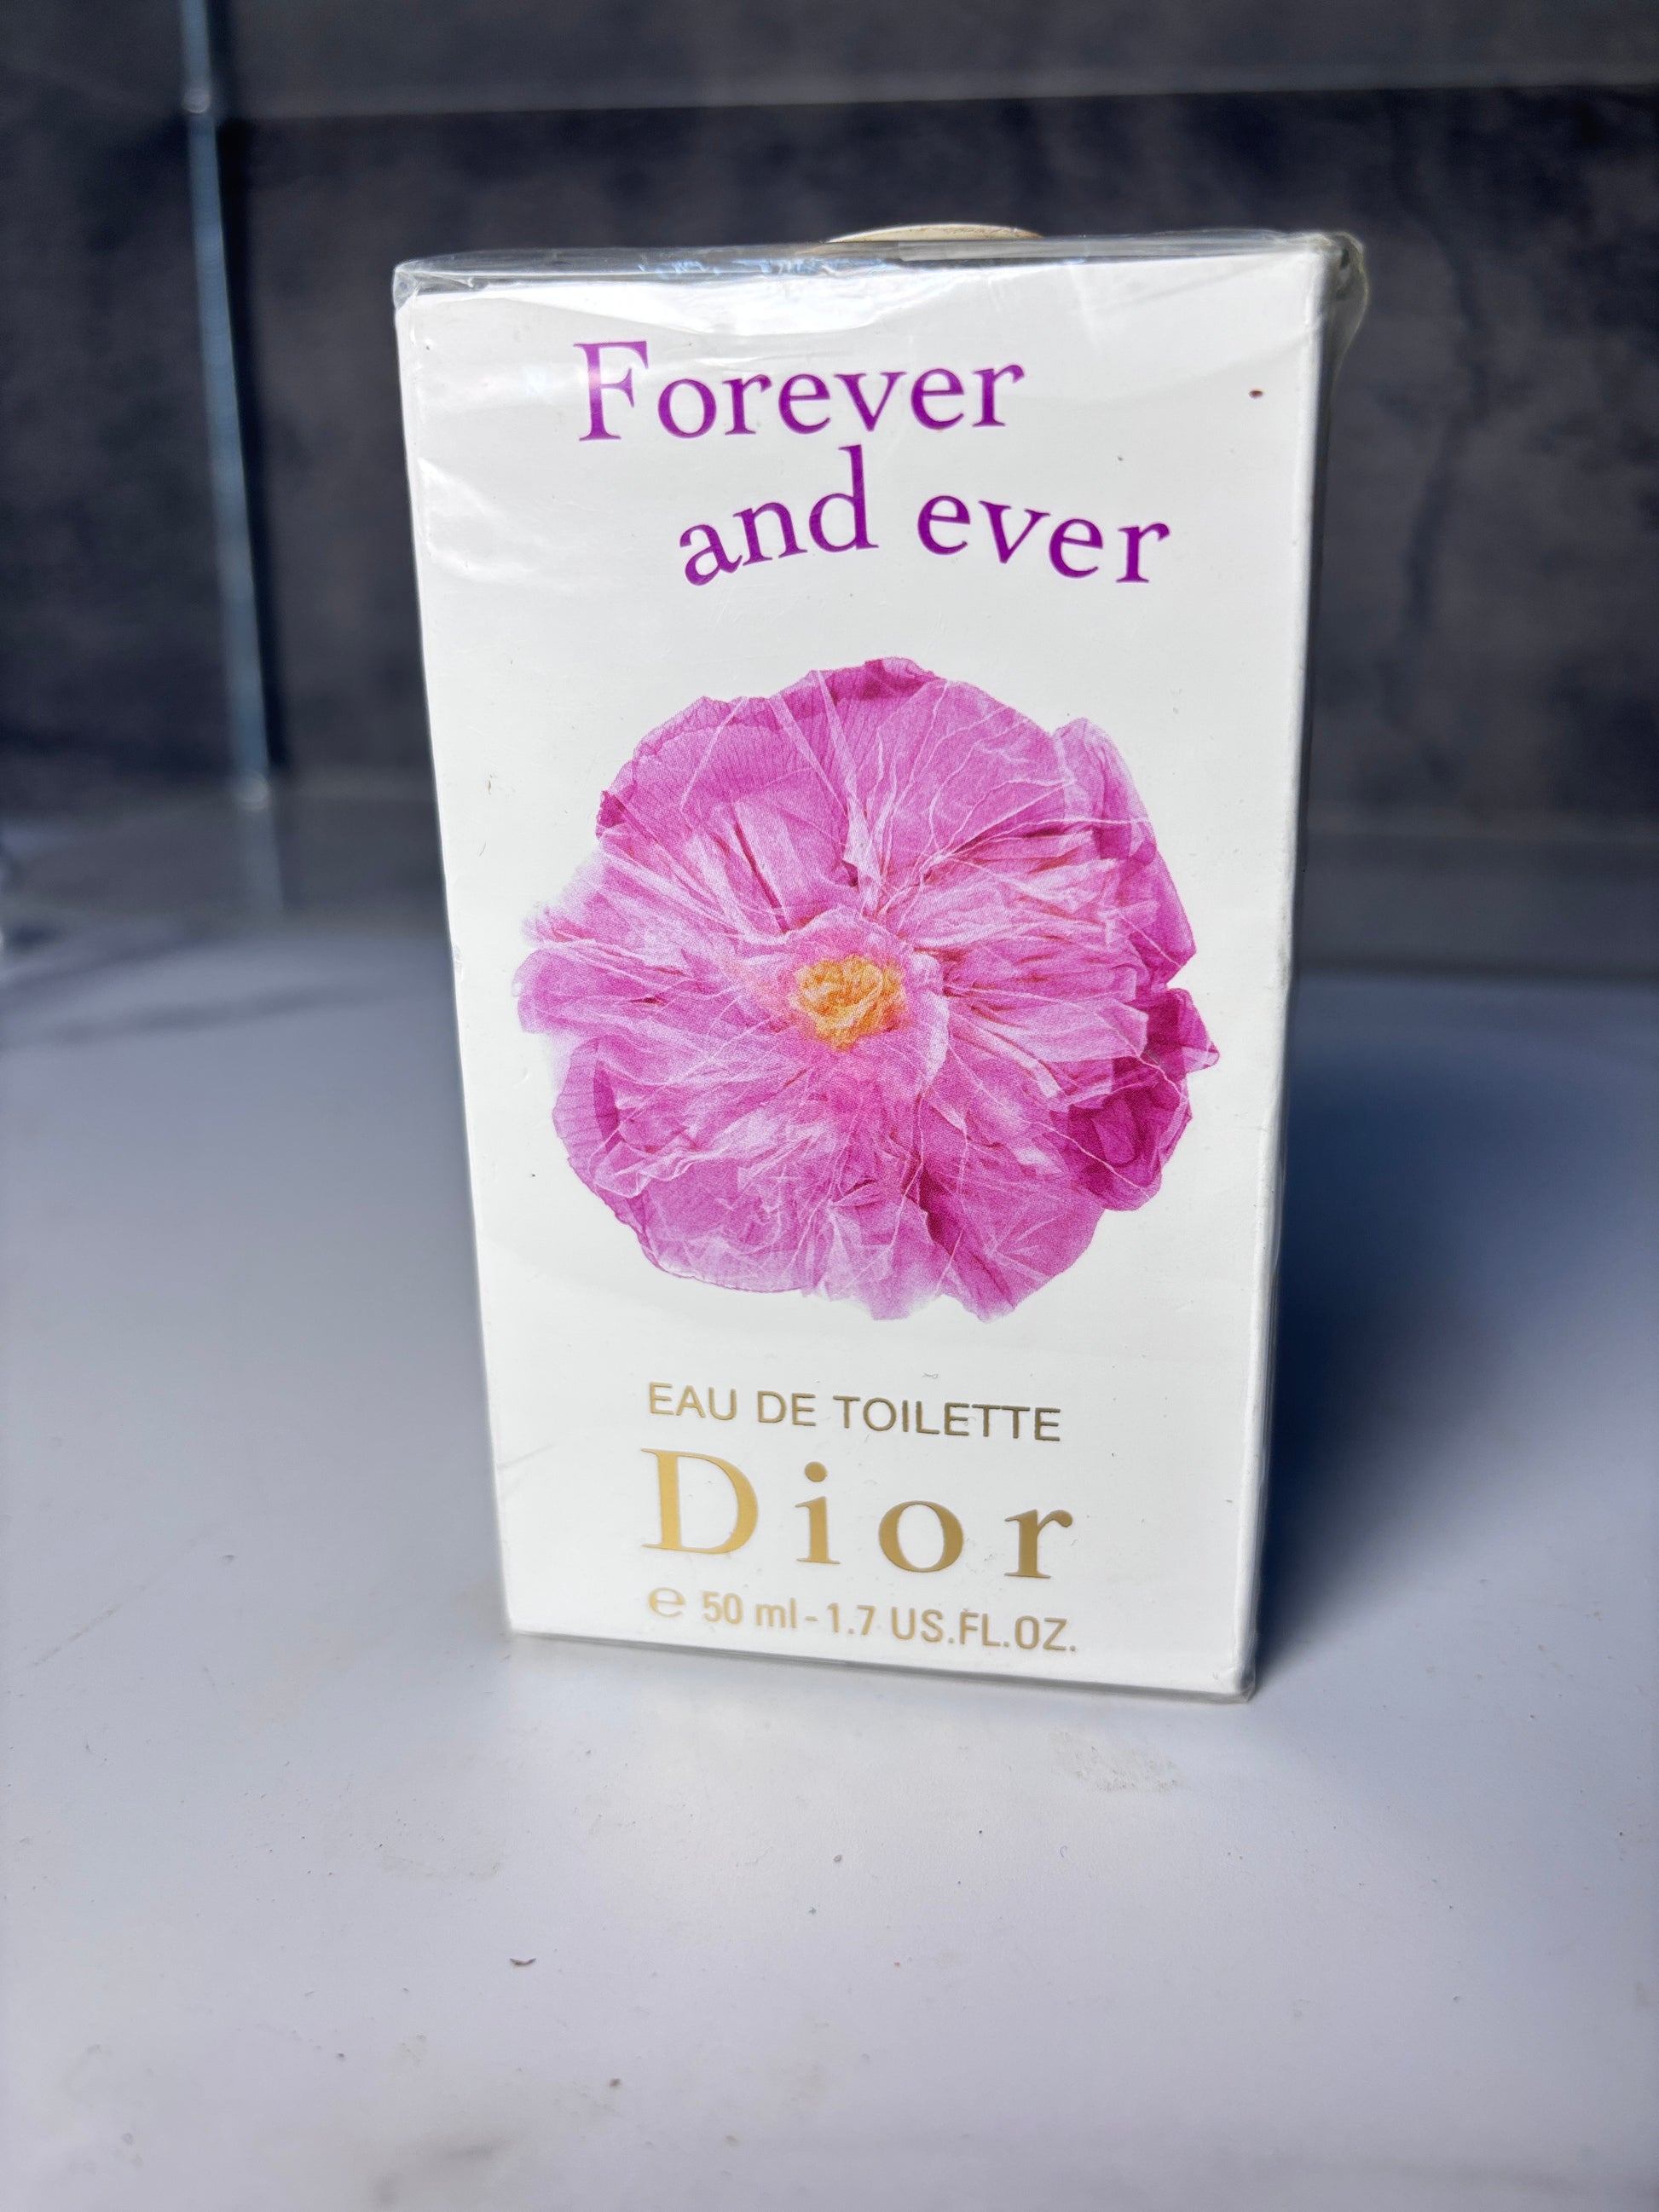 Forever
and ever
EAU DE TOILETTE
Dior
℮ 50 ml - 1.7 US.FL.OZ.